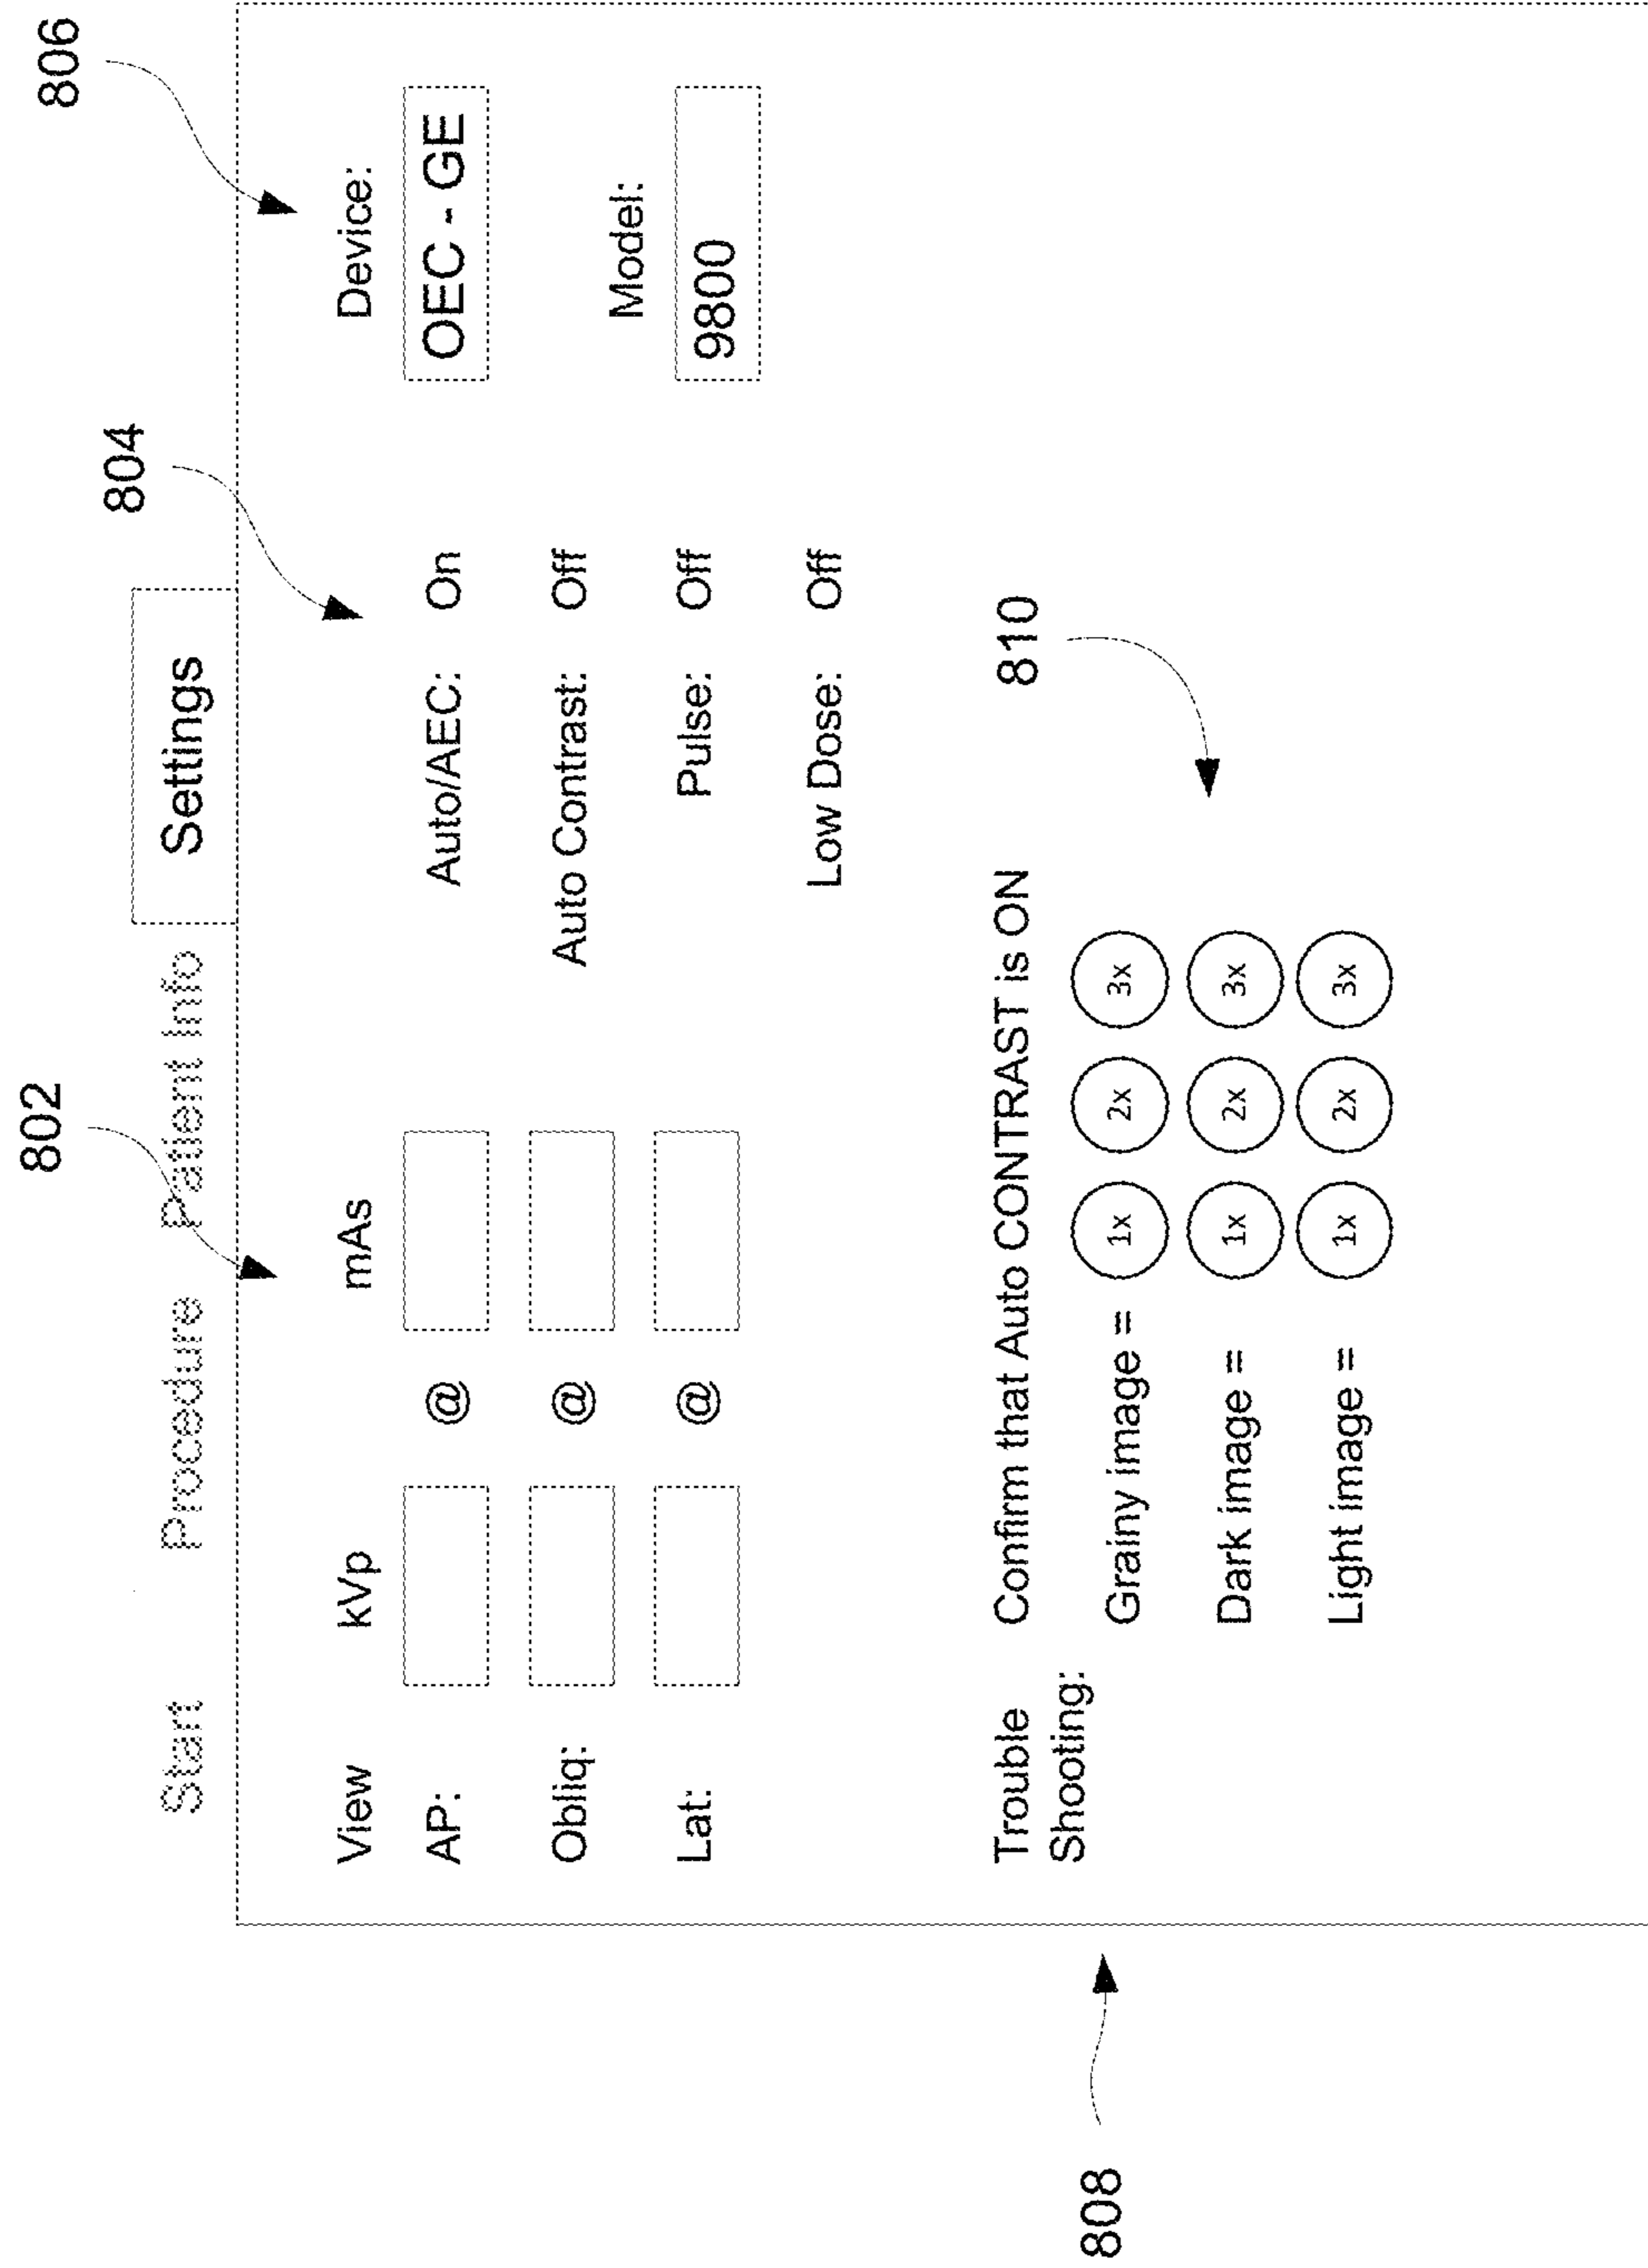 802
804
806
Start Procedure Patient Info Settings
View kVp mAs
Device:
AP: @
Auto/AEC: On
OEC - GE
Obliq: @
Auto Contrast: Off
Model:
Lat: @
Pulse: Off
9800
Low Dose: Off
810
808
Trouble
Shooting:
Confirm that Auto CONTRAST is ON
Grainy image = 1x 2x 3x
Dark image = 1x 2x 3x
Light image = 1x 2x 3x